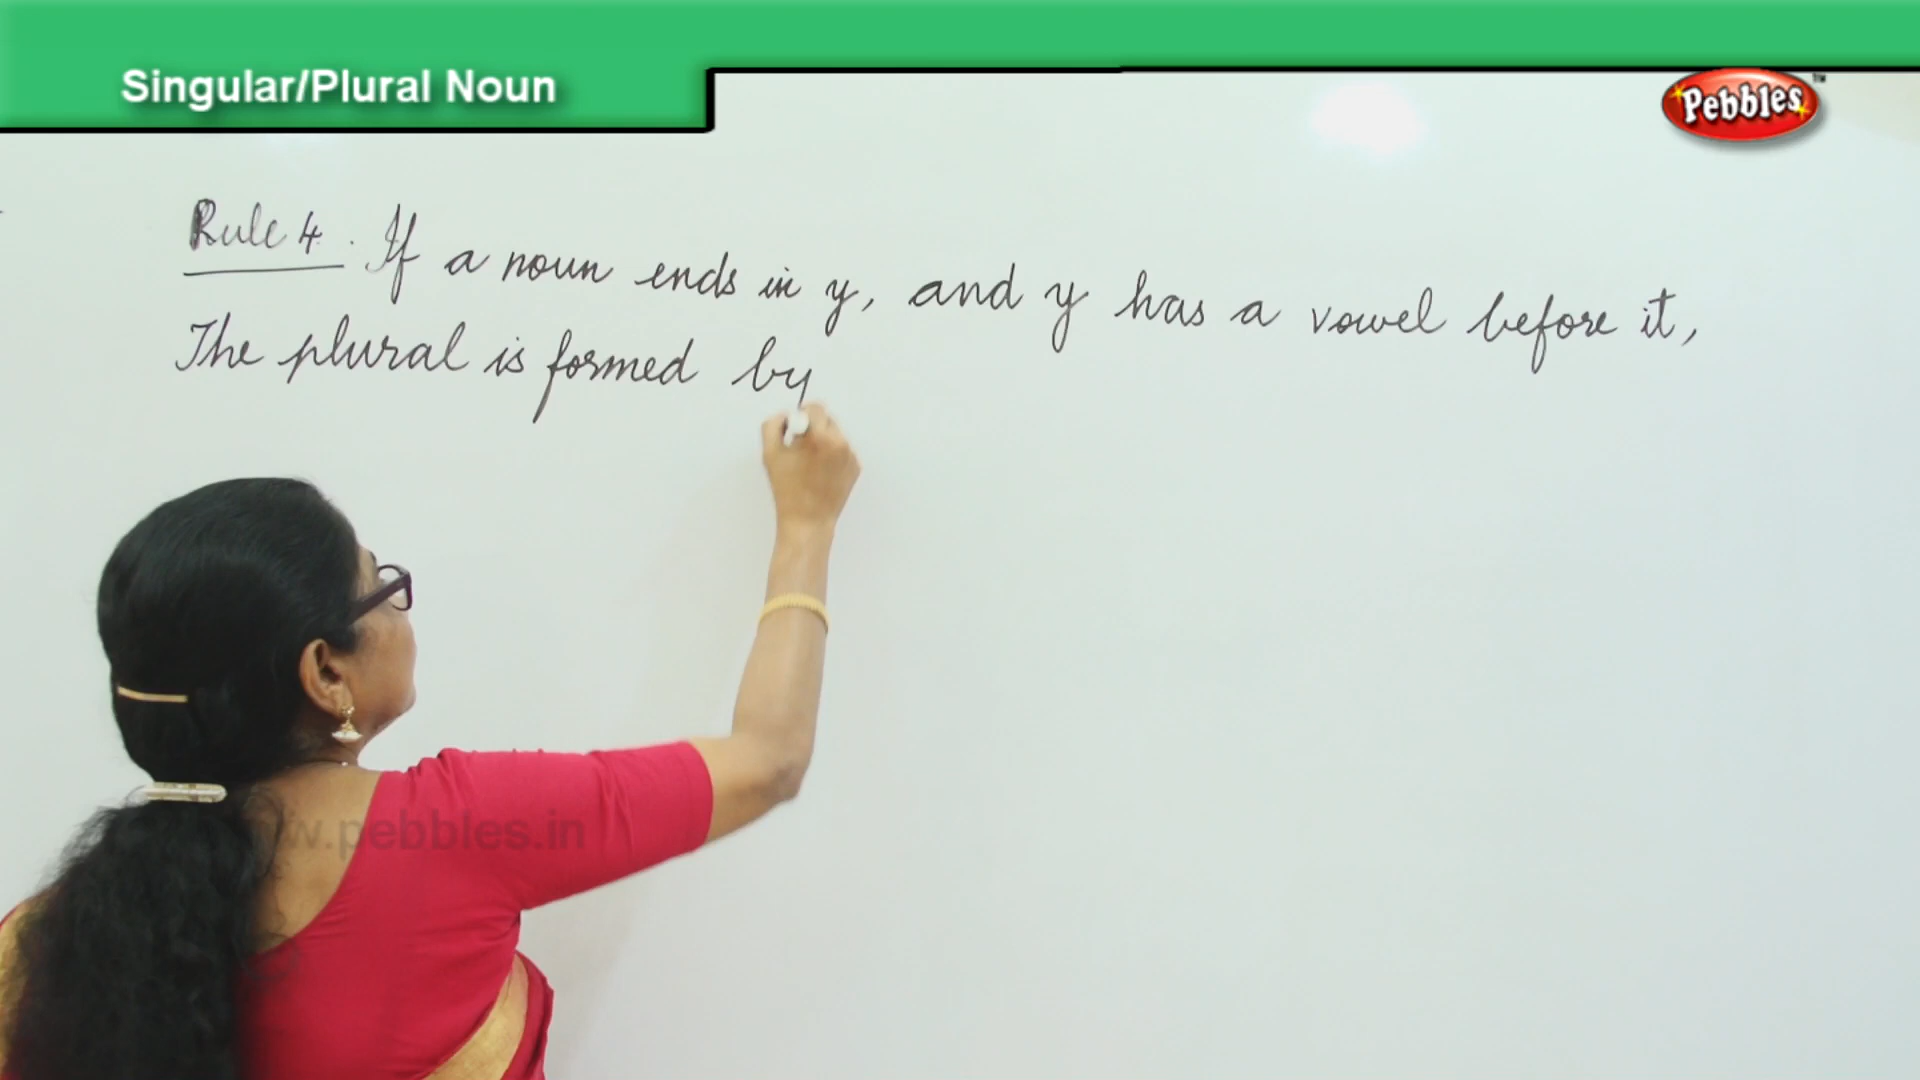 Singular/Plural Noun
Pebbles TM
Rule 4. If a noun ends in y, and y has a vowel before it,
The plural is formed by
www.pebbles.in